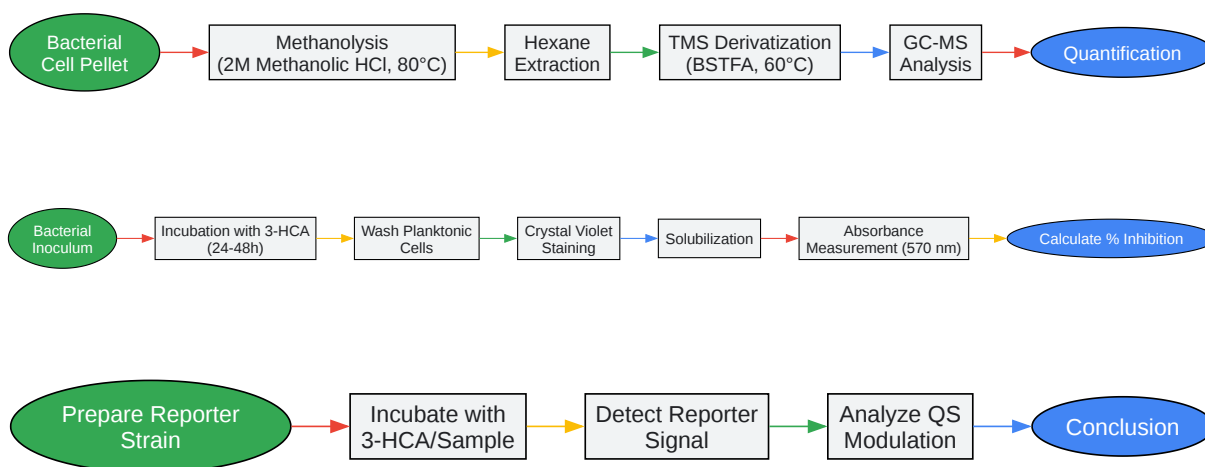 Bacterial
Cell Pellet
Methanolysis
(2M Methanolic HCl, 80°C)
Hexane
Extraction
TMS Derivatization
(BSTFA, 60°C)
GC-MS
Analysis
Quantification
Bacterial
Inoculum
Incubation with 3-HCA
(24-48h)
Wash Planktonic
Cells
Crystal Violet
Staining
Solubilization
Absorbance
Measurement (570 nm)
Calculate % Inhibition
Prepare Reporter
Strain
Incubate with
3-HCA/Sample
Detect Reporter
Signal
Analyze QS
Modulation
Conclusion